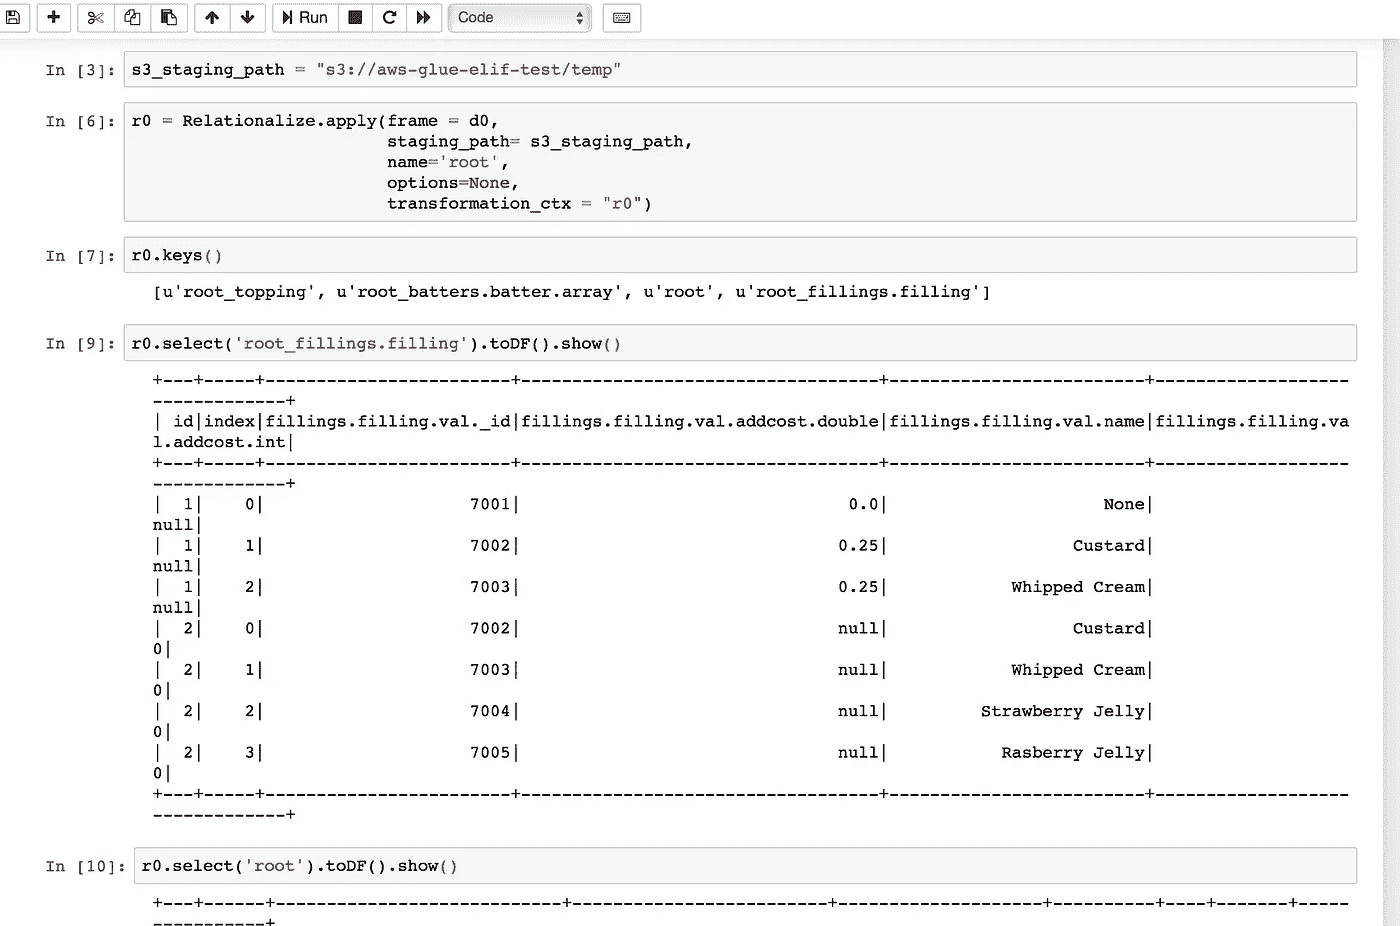 Run Code
In [3]: s3_staging_path = "s3://aws-glue-elif-test/temp"
In [6]: r0 = Relationalize.apply(frame = d0,
staging_path= s3_staging_path,
name='root',
options=None,
transformation_ctx = "r0")
In [7]: r0.keys()
[u'root_topping', u'root_batters.batter.array', u'root', u'root_fillings.filling']
In [9]: r0.select('root_fillings.filling').toDF().show()
+---+-----+------------------------+-----------------------------------+-------------------------+-------------------
-------------+
| id|index|fillings.filling.val._id|fillings.filling.val.addcost.double|fillings.filling.val.name|fillings.filling.va
l.addcost.int|
+---+-----+------------------------+-----------------------------------+-------------------------+-------------------
-------------+
|  1|    0|                    7001|                                0.0|                     None|
null|
|  1|    1|                    7002|                               0.25|                  Custard|
null|
|  1|    2|                    7003|                               0.25|            Whipped Cream|
null|
|  2|    0|                    7002|                               null|                  Custard|
0|
|  2|    1|                    7003|                               null|            Whipped Cream|
0|
|  2|    2|                    7004|                               null|         Strawberry Jelly|
0|
|  2|    3|                    7005|                               null|           Rasberry Jelly|
0|
+---+-----+------------------------+-----------------------------------+-------------------------+-------------------
-------------+
In [10]: r0.select('root').toDF().show()
+---+------+----------------------------+-------------------------+--------------------+----------+----+-------+-----
-----------+